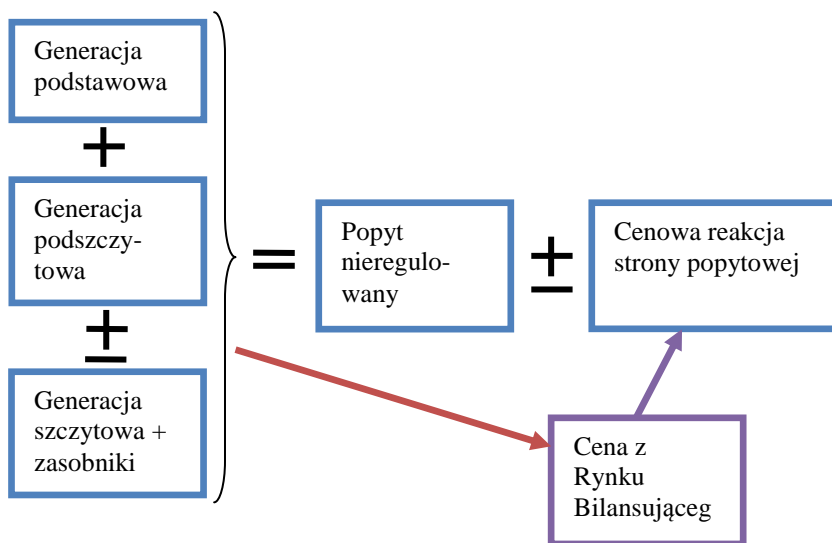 Generacja
podstawowa
+
Generacja
podszczy-
towa
±
Generacja
szczytowa +
zasobniki
=
Popyt
nieregulo-
wany
±
Cenowa reakcja
strony popytowej
Cena z
Rynku
Bilansująceg